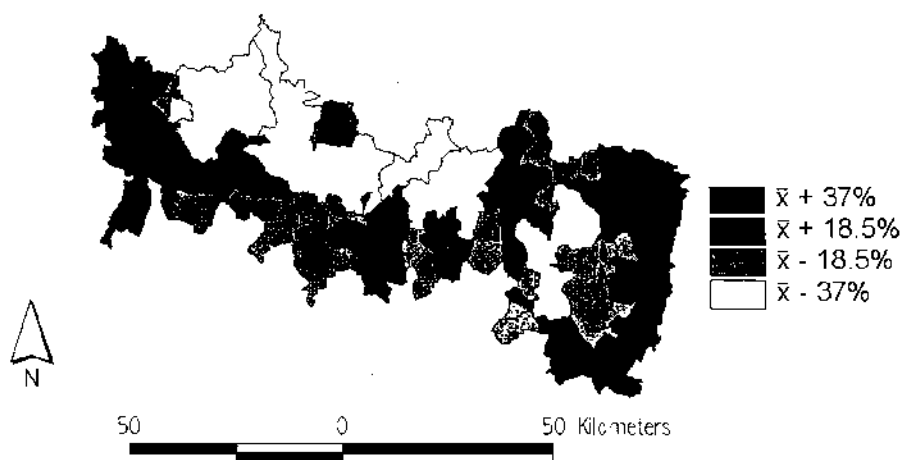 x̄ + 37%
x̄ + 18.5%
x̄ - 18.5%
x̄ - 37%
N
50 0 50 Kilometers